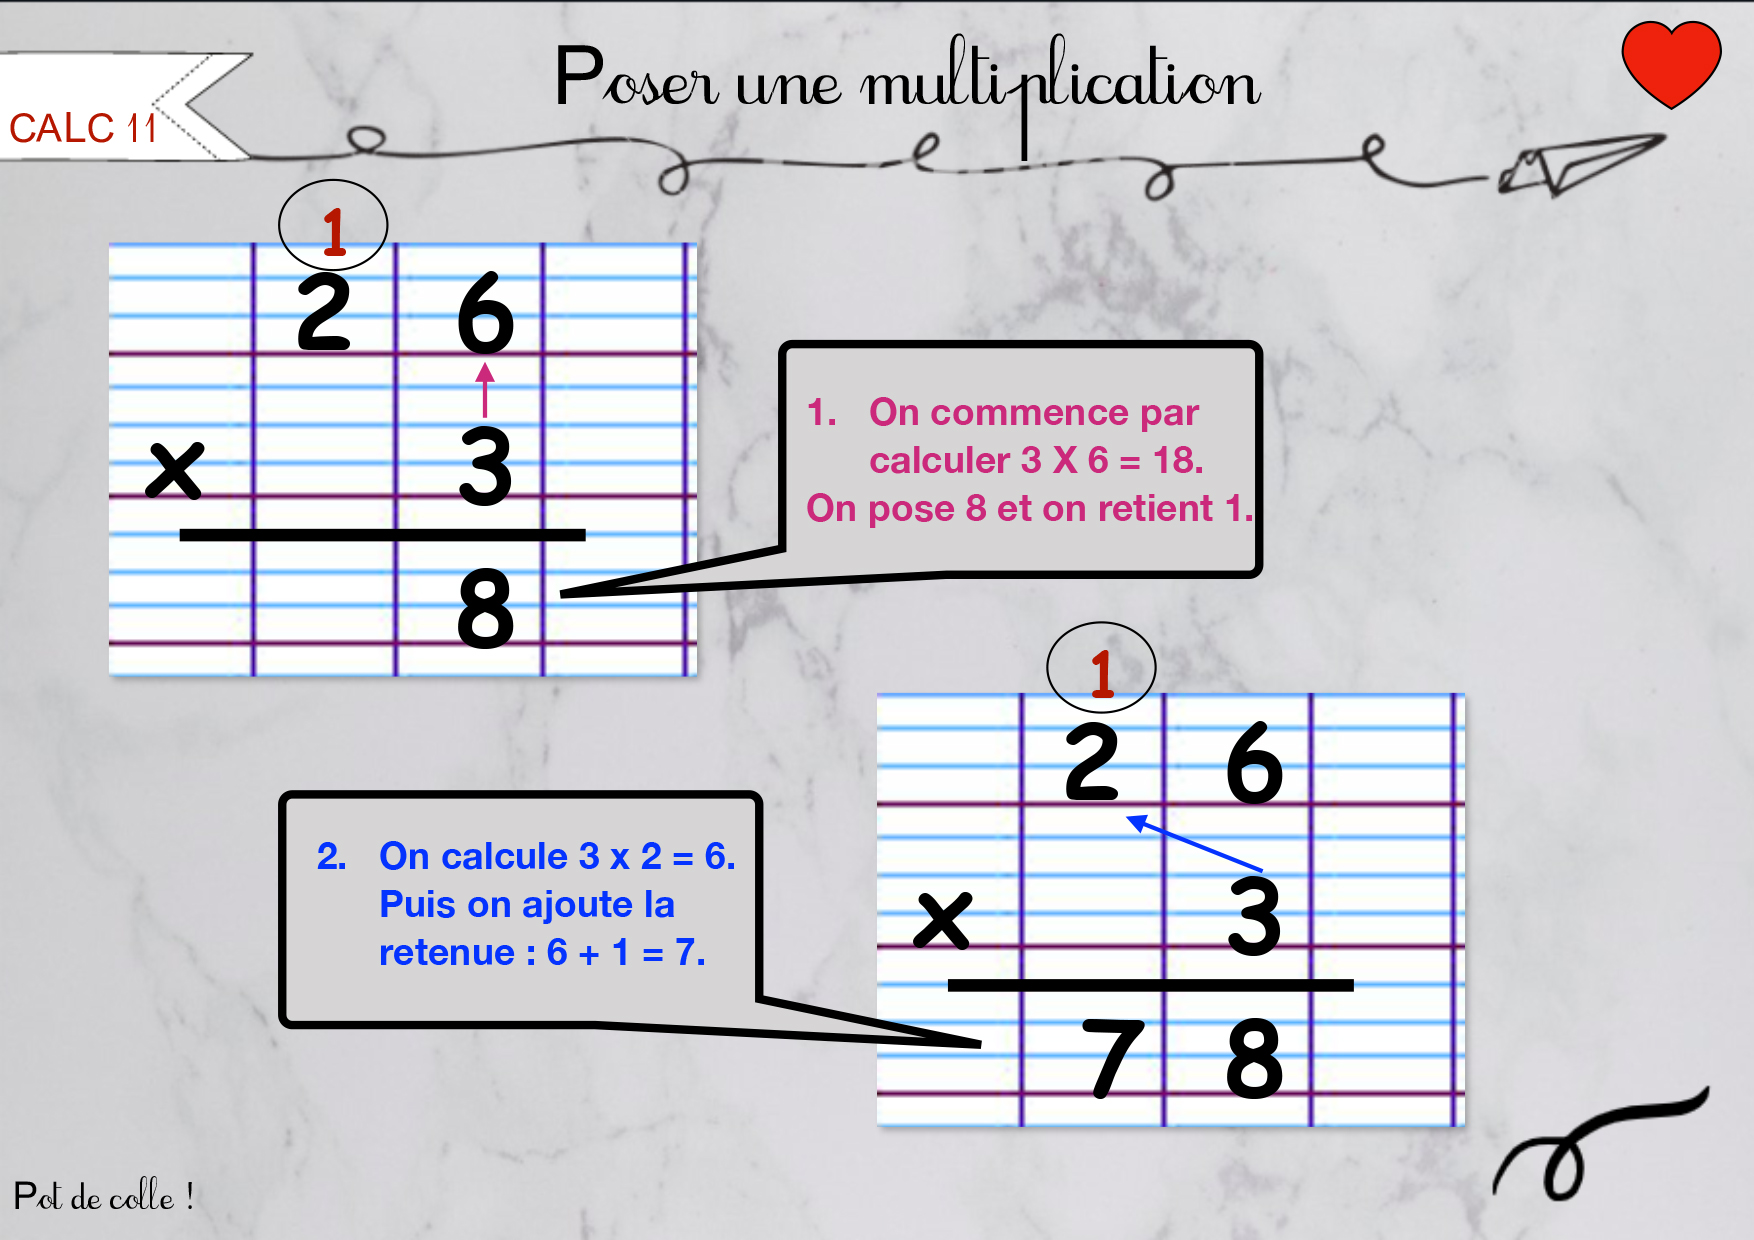 Poser une multiplication
CALC 11
1
2 6
x 3
8
1. On commence par
calculer 3 X 6 = 18.
On pose 8 et on retient 1.
1
2 6
x 3
7 8
2. On calcule 3 x 2 = 6.
Puis on ajoute la
retenue : 6 + 1 = 7.
Pot de colle !